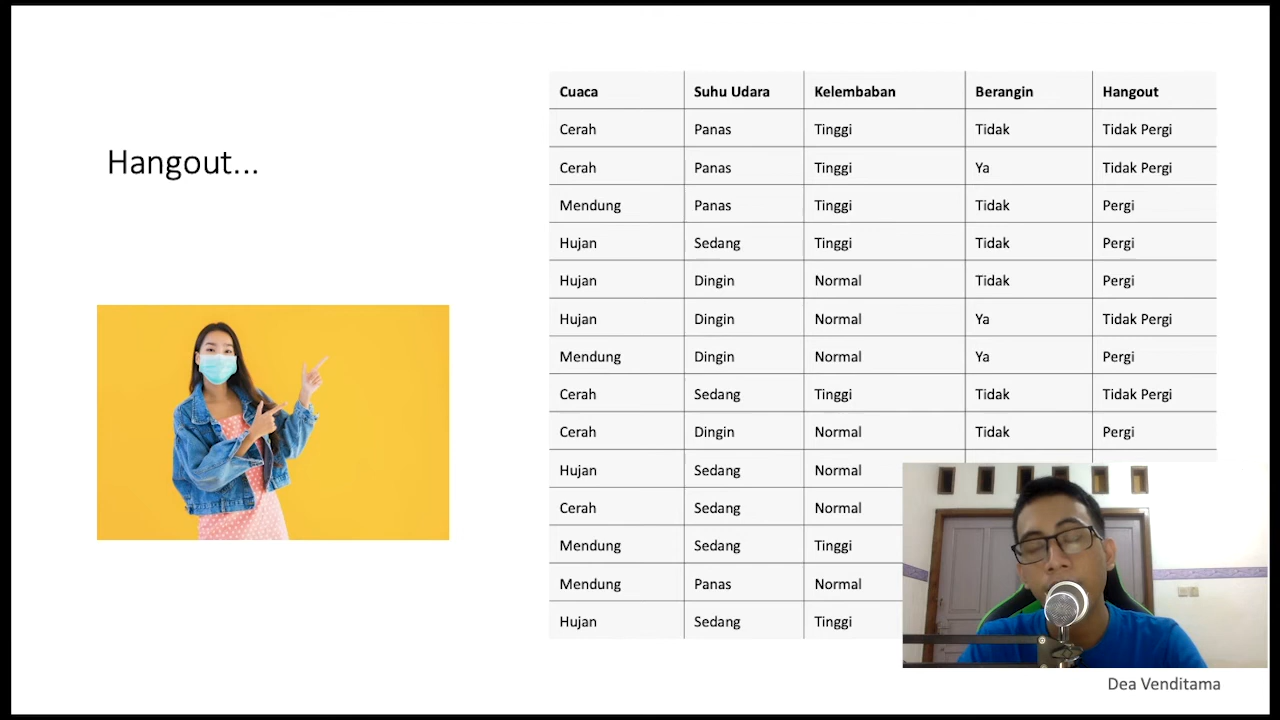 Hangout...
Cuaca Suhu Udara Kelembaban Berangin Hangout
Cerah Panas Tinggi Tidak Tidak Pergi
Cerah Panas Tinggi Ya Tidak Pergi
Mendung Panas Tinggi Tidak Pergi
Hujan Sedang Tinggi Tidak Pergi
Hujan Dingin Normal Tidak Pergi
Hujan Dingin Normal Ya Tidak Pergi
Mendung Dingin Normal Ya Pergi
Cerah Sedang Tinggi Tidak Tidak Pergi
Cerah Dingin Normal Tidak Pergi
Hujan Sedang Normal
Cerah Sedang Normal
Mendung Sedang Tinggi
Mendung Panas Normal
Hujan Sedang Tinggi
Dea Venditama